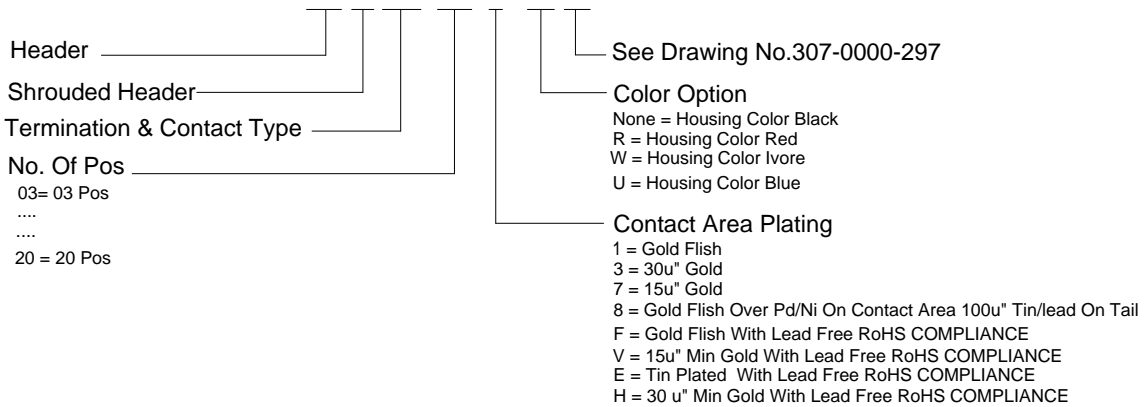 Header
Shrouded Header
Termination & Contact Type
No. Of Pos
03= 03 Pos
....
....
20 = 20 Pos
See Drawing No.307-0000-297
Color Option
None = Housing Color Black
R = Housing Color Red
W = Housing Color Ivore
U = Housing Color Blue
Contact Area Plating
1 = Gold Flish
3 = 30u" Gold
7 = 15u" Gold
8 = Gold Flish Over Pd/Ni On Contact Area 100u" Tin/lead On Tail
F = Gold Flish With Lead Free RoHS COMPLIANCE
V = 15u" Min Gold With Lead Free RoHS COMPLIANCE
E = Tin Plated With Lead Free RoHS COMPLIANCE
H = 30 u" Min Gold With Lead Free RoHS COMPLIANCE